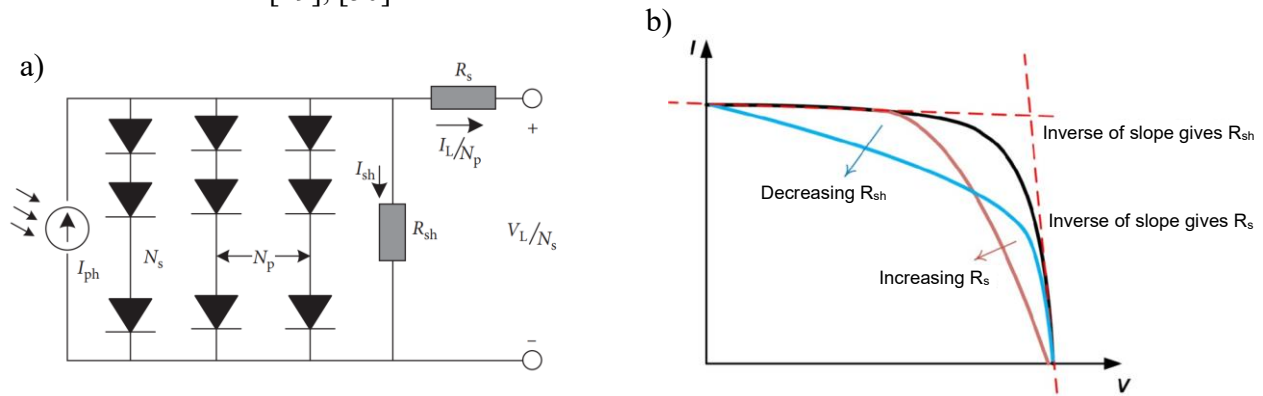 a)
R_s
+
I_L/N_p
I_sh
R_sh
V_L/N_s
N_s
N_p
I_ph
−
b)
I
Inverse of slope gives R_sh
Decreasing R_sh
Inverse of slope gives R_s
Increasing R_s
V